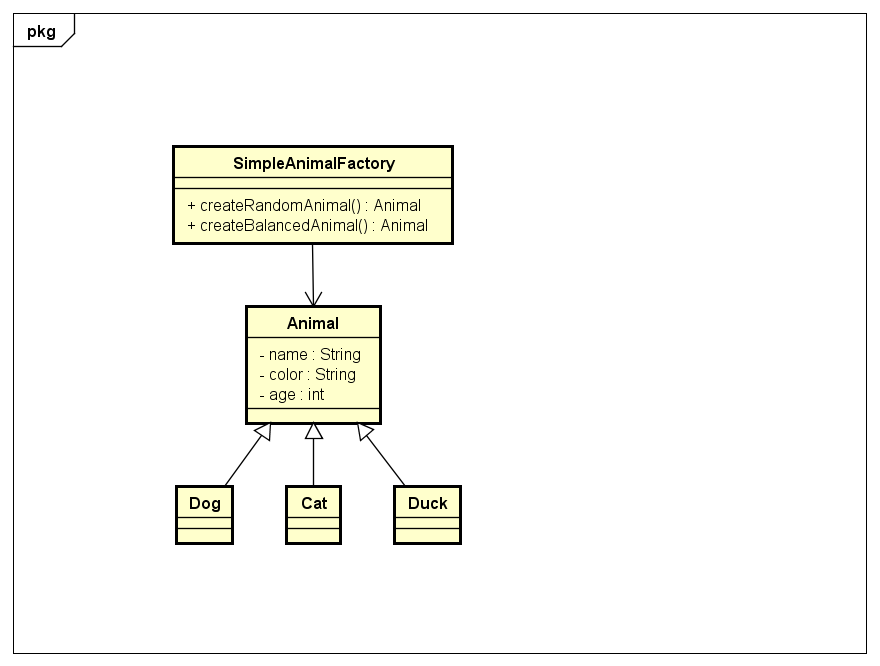 pkg
SimpleAnimalFactory
+ createRandomAnimal() : Animal
+ createBalancedAnimal() : Animal
Animal
- name : String
- color : String
- age : int
Dog
Cat
Duck